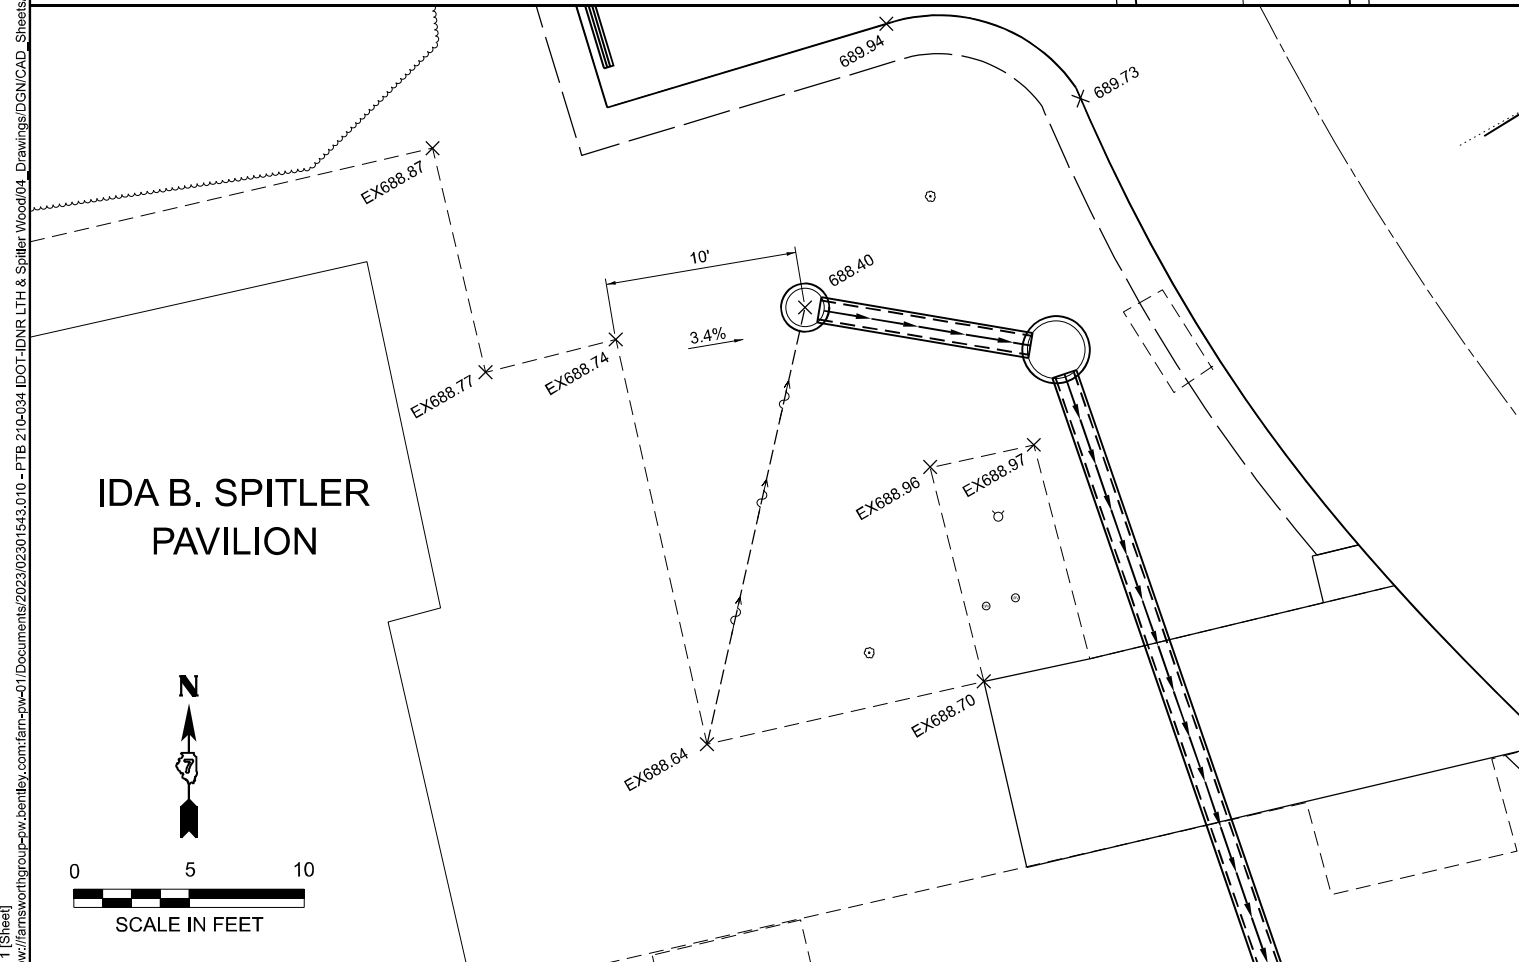 689.94
689.73
EX688.87
10'
688.40
3.4%
EX688.74
EX688.77
EX688.96
EX688.97
IDA B. SPITLER
PAVILION
EX688.70
EX688.64
N
7
0 5 10
SCALE IN FEET
1 [Sheet]
pw://farnsworthgroup-pw.bentley.com:farn-pw-01/Documents/2023/02301543.010 - PTB 210-034 IDOT-IDNR LTH & Spitler Wood/04_Drawings/DGN/CAD_Sheets